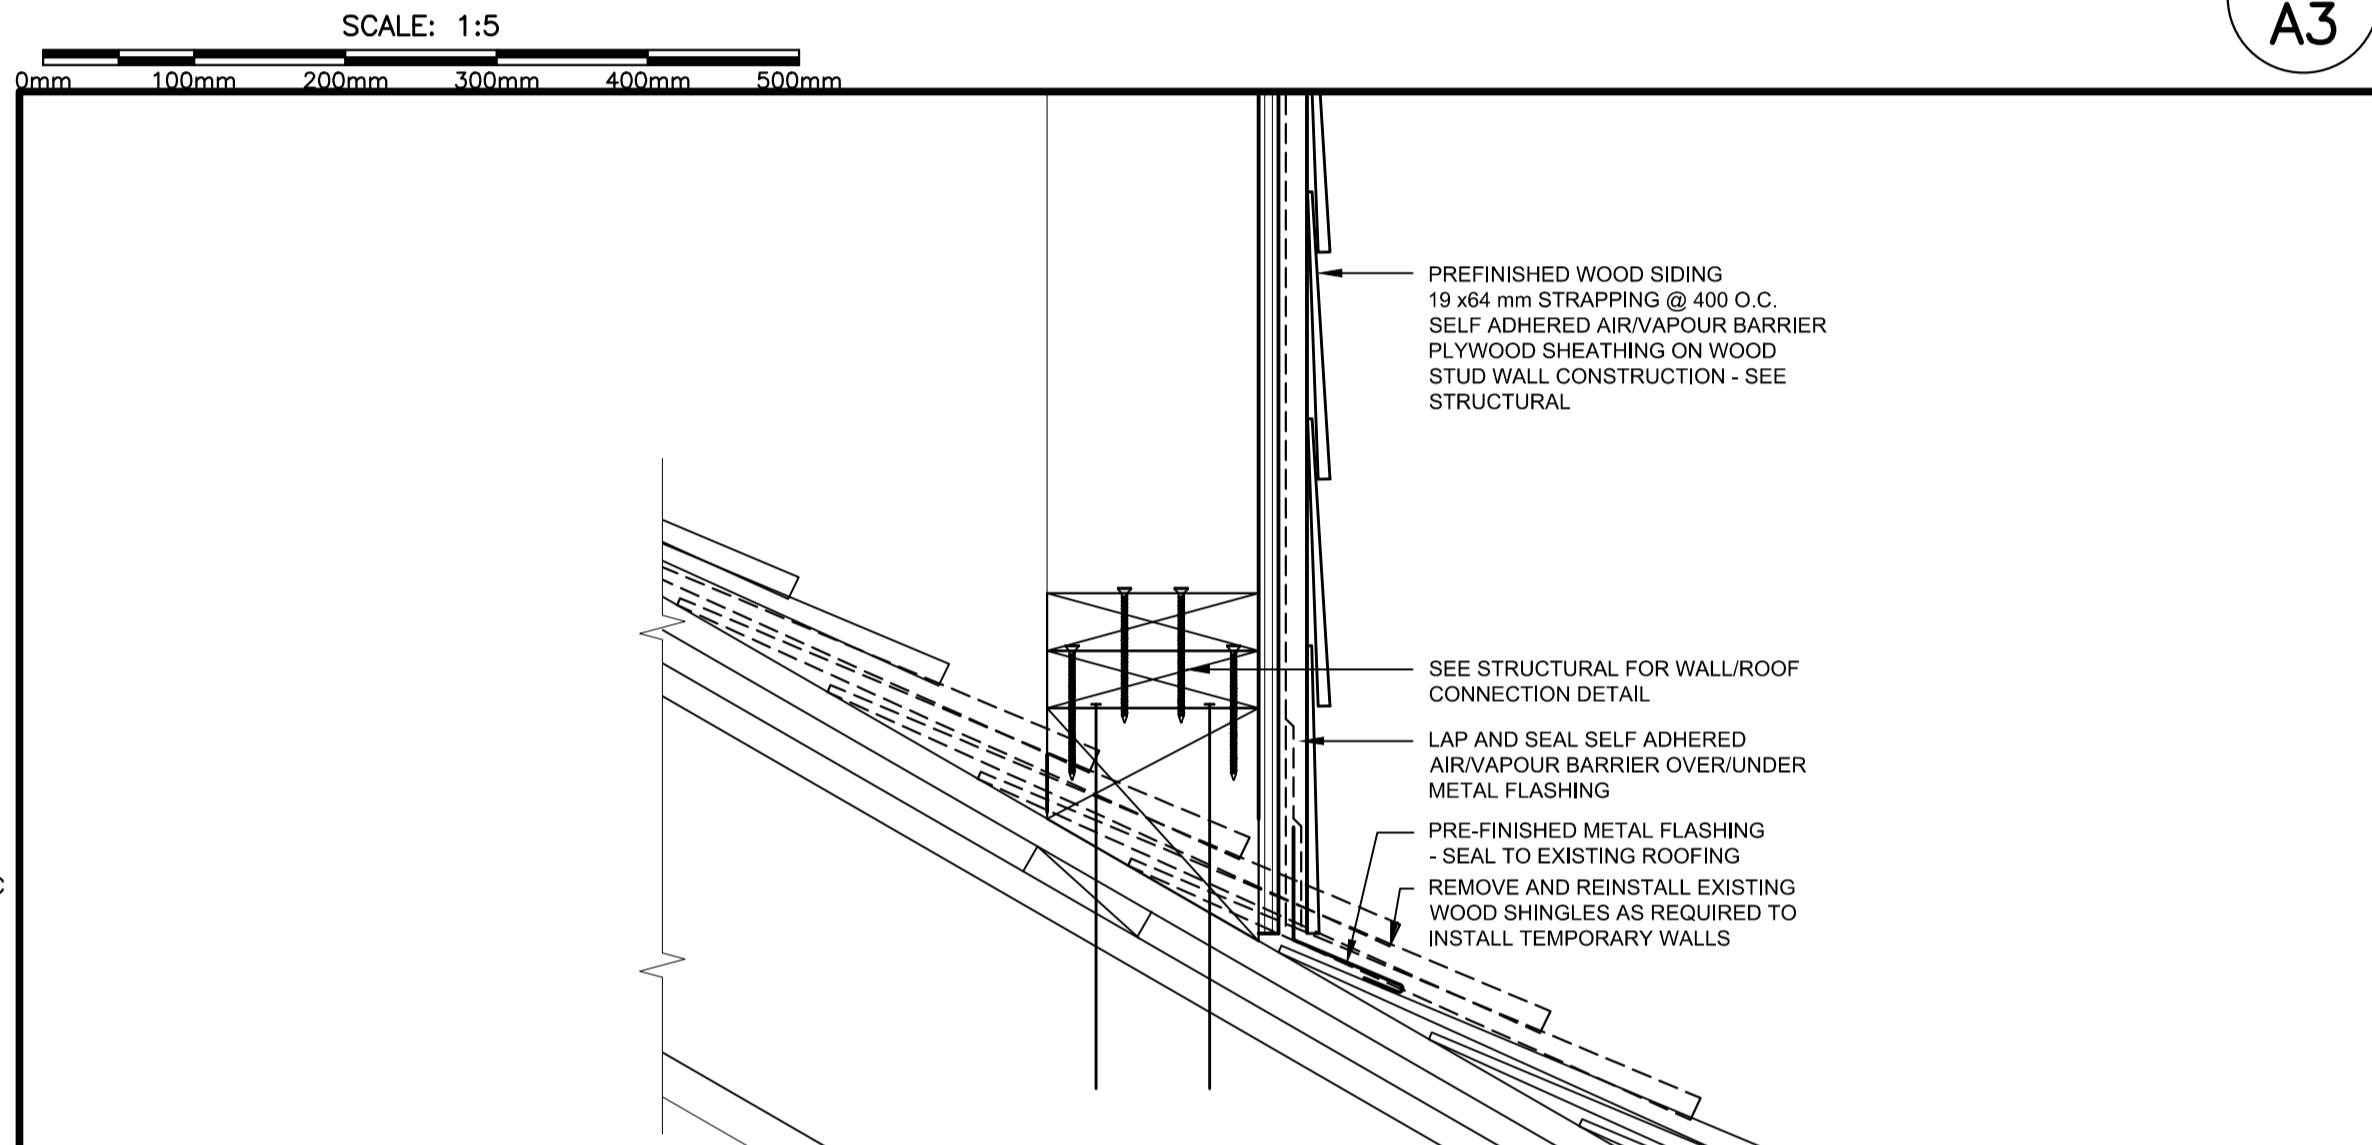 SCALE: 1:5
0mm 100mm 200mm 300mm 400mm 500mm
A3
PREFINISHED WOOD SIDING
19 x64 mm STRAPPING @ 400 O.C.
SELF ADHERED AIR/VAPOUR BARRIER
PLYWOOD SHEATHING ON WOOD
STUD WALL CONSTRUCTION - SEE
STRUCTURAL
SEE STRUCTURAL FOR WALL/ROOF
CONNECTION DETAIL
LAP AND SEAL SELF ADHERED
AIR/VAPOUR BARRIER OVER/UNDER
METAL FLASHING
PRE-FINISHED METAL FLASHING
- SEAL TO EXISTING ROOFING
REMOVE AND REINSTALL EXISTING
WOOD SHINGLES AS REQUIRED TO
INSTALL TEMPORARY WALLS